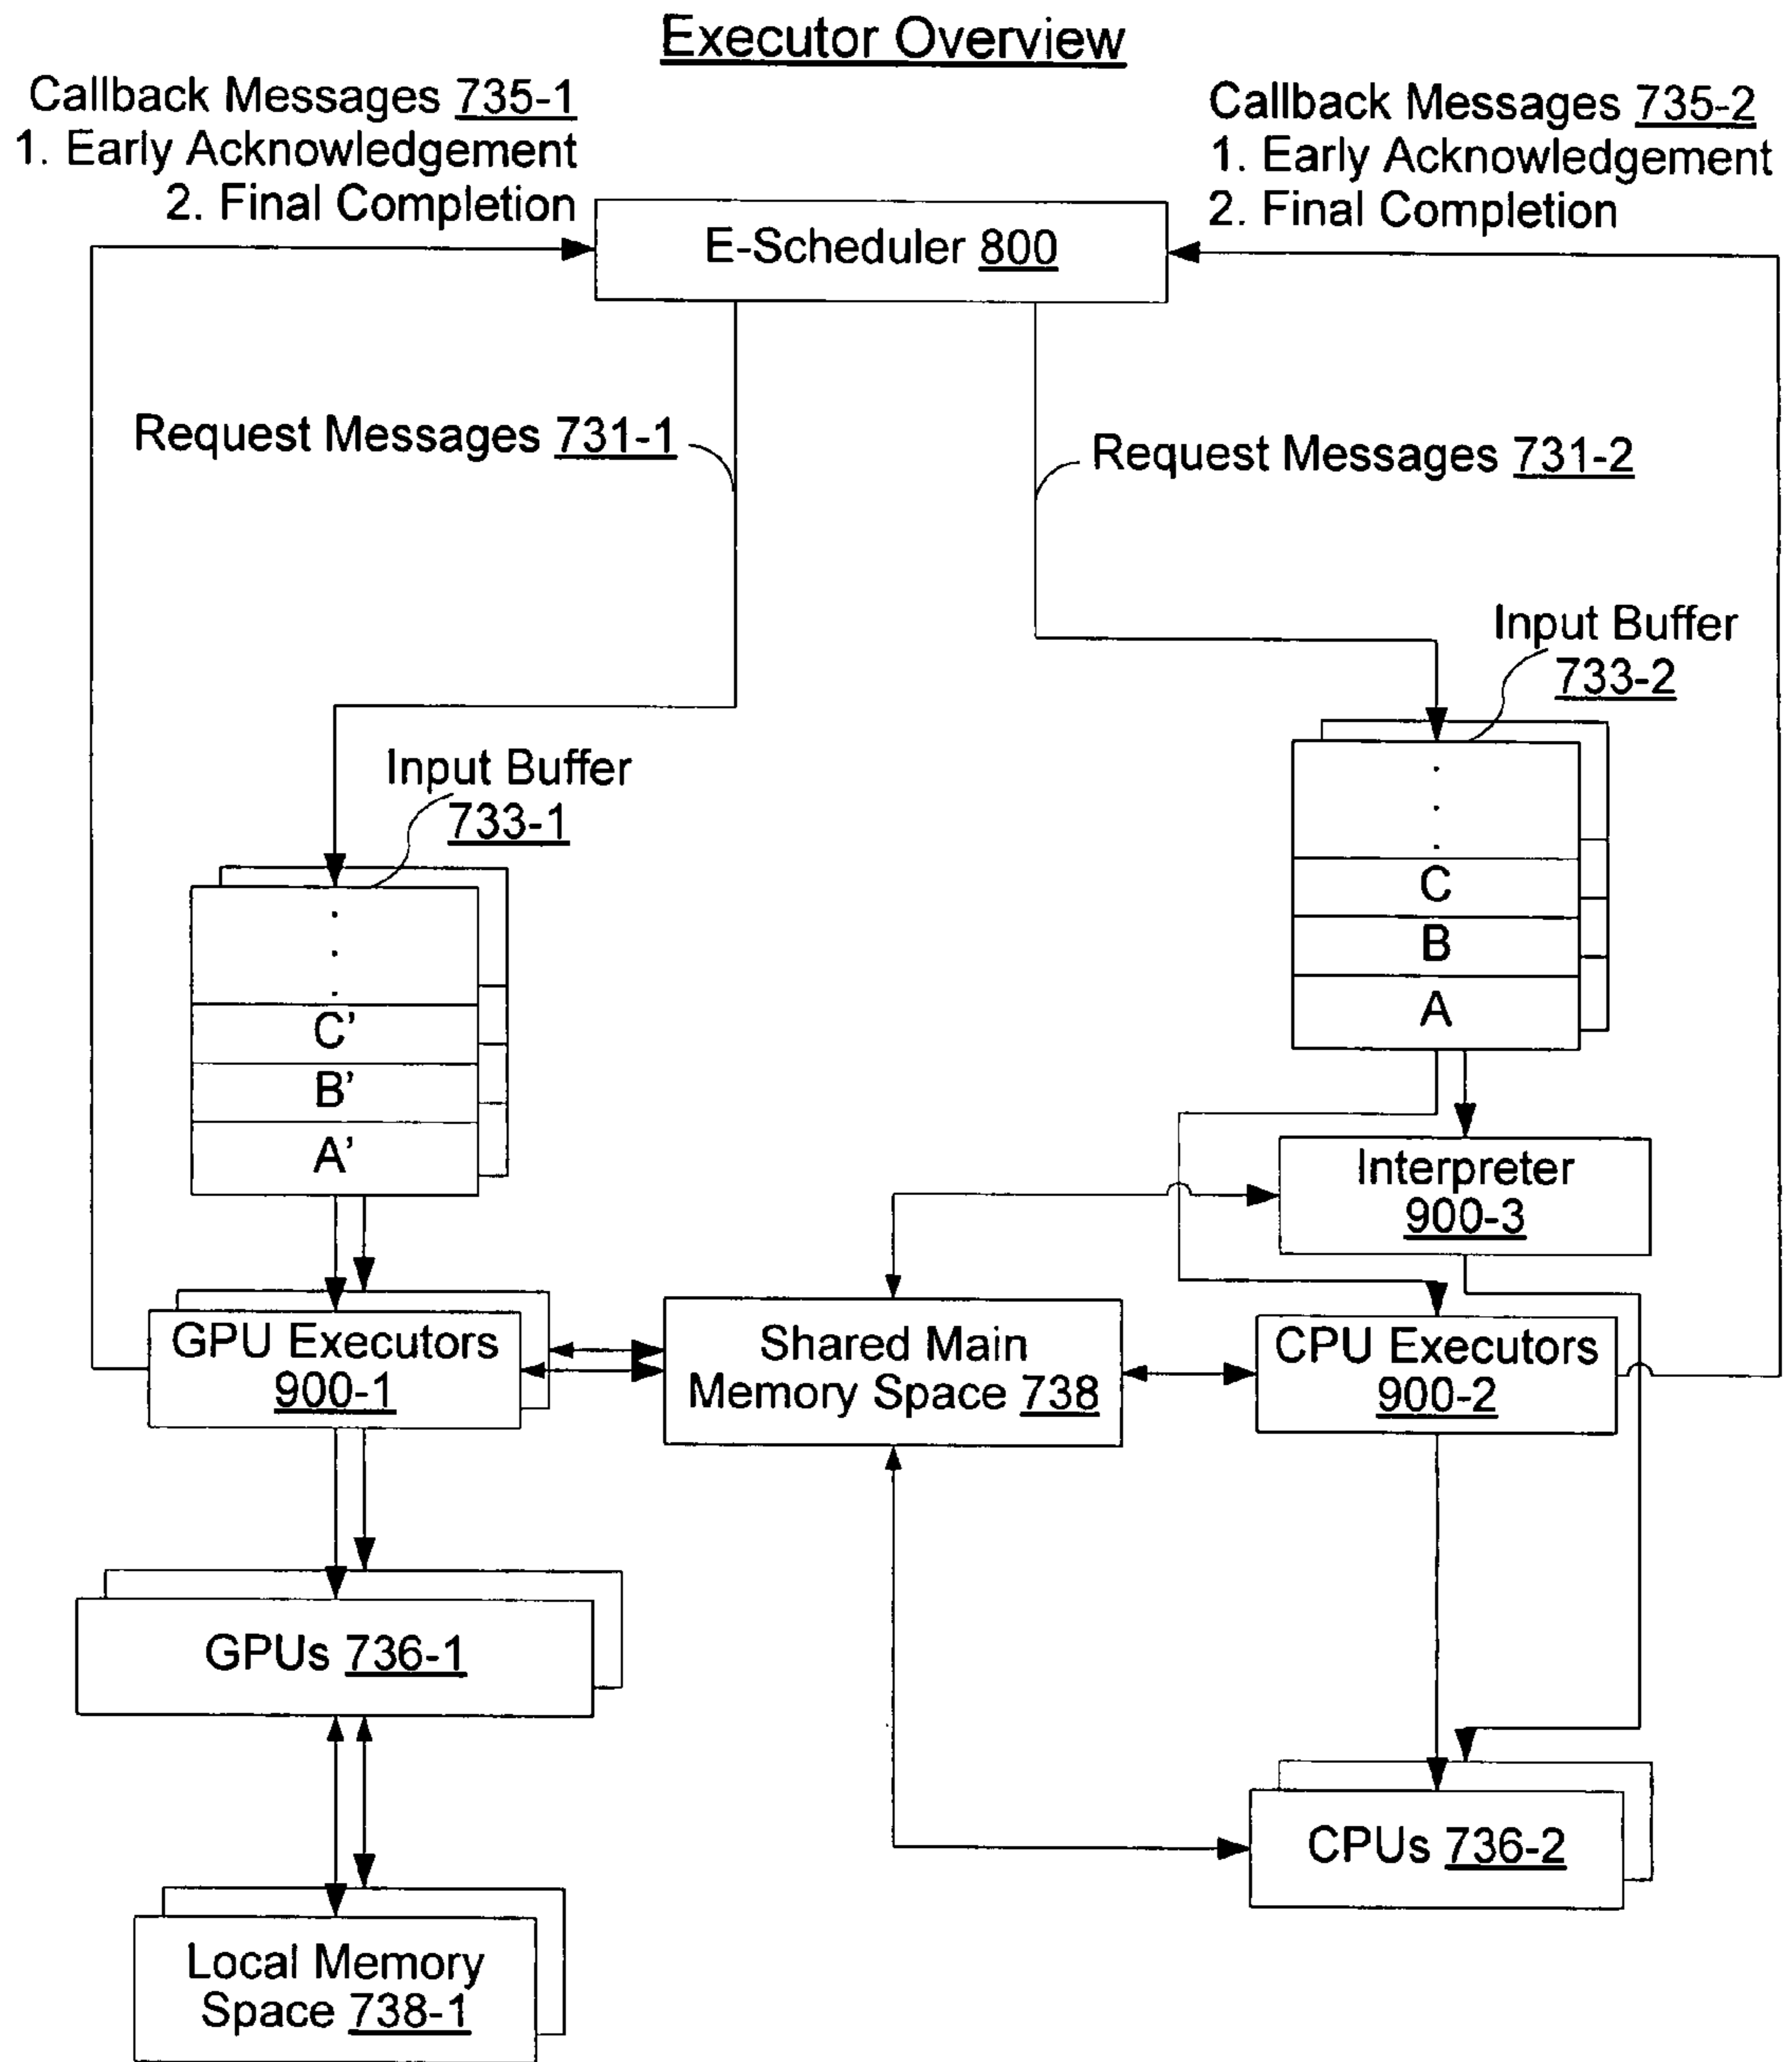 Executor Overview
Callback Messages 735-1
1. Early Acknowledgement
2. Final Completion
Callback Messages 735-2
1. Early Acknowledgement
2. Final Completion
E-Scheduler 800
Request Messages 731-1
Request Messages 731-2
Input Buffer
733-2
Input Buffer
733-1
C
B
A
C'
B'
A'
Interpreter
900-3
GPU Executors
900-1
Shared Main
Memory Space 738
CPU Executors
900-2
GPUs 736-1
CPUs 736-2
Local Memory
Space 738-1